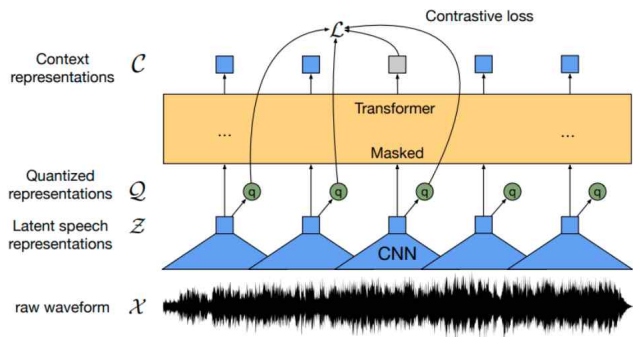 Contrastive loss
ℒ
Context
representations
𝒞
Transformer
... ...
Masked
Quantized
representations
𝒬
q q q q q
Latent speech
representations
𝒵
CNN
raw waveform
𝒳